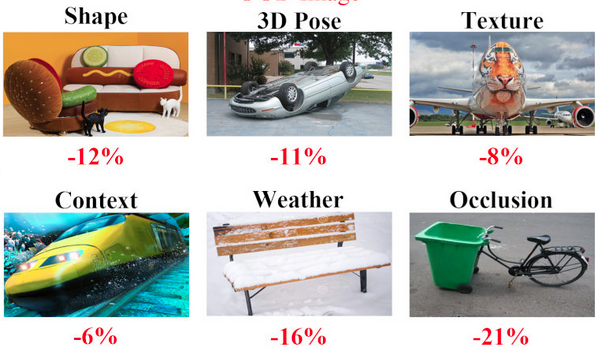 Shape
3D Pose
Texture
-12%
-11%
-8%
Context
Weather
Occlusion
-6%
-16%
-21%